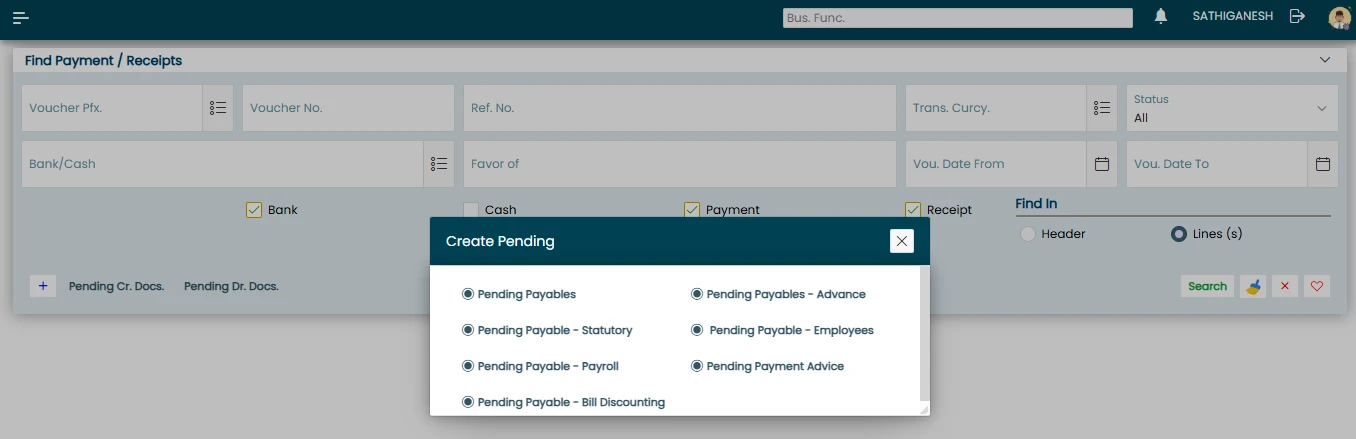 Bus. Func.
SATHIGANESH
Find Payment / Receipts
Voucher Pfx.
Voucher No.
Ref. No.
Trans. Curcy.
Status
All
Bank/Cash
Favor of
Vou. Date From
Vou. Date To
Bank
Cash
Payment
Receipt
Find In
Header
Lines (s)
Create Pending
Pending Payables
Pending Payables - Advance
Pending Payable - Statutory
Pending Payable - Employees
Pending Payable - Payroll
Pending Payment Advice
Pending Payable - Bill Discounting
Pending Cr. Docs.
Pending Dr. Docs.
Search